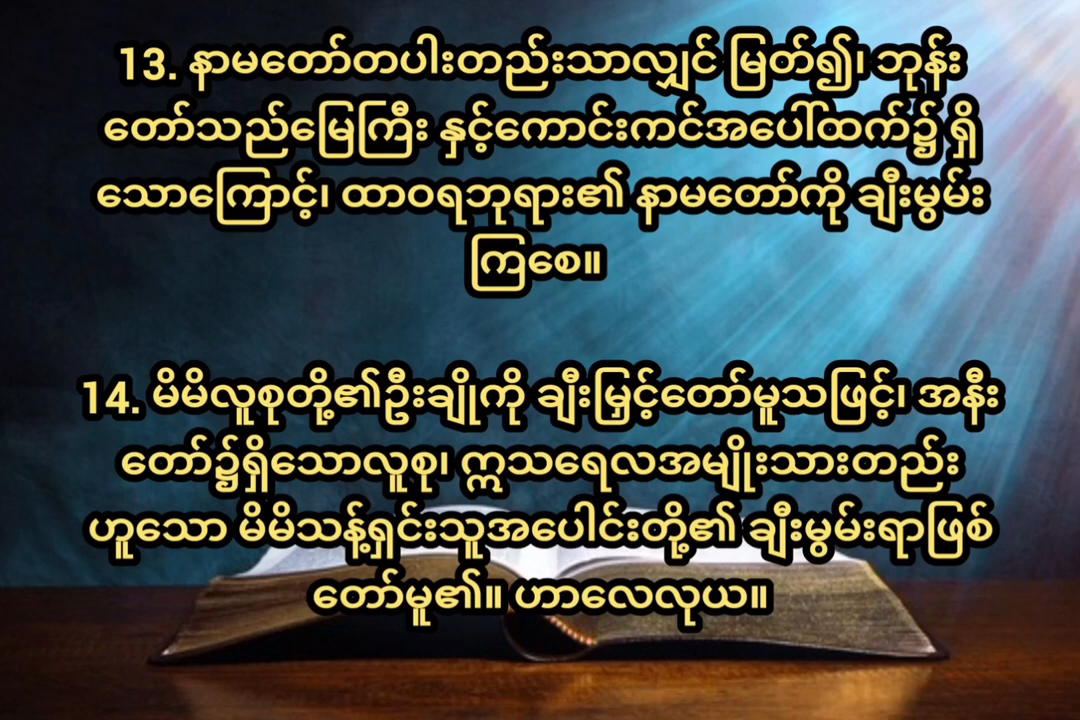 13. နာမတော်တပါးတည်းသာလျှင် မြတ်၍၊ ဘုန်း
တော်သည်မြေကြီး နှင့်ကောင်းကင်အပေါ်ထက်၌ ရှိ
သောကြောင့်၊ ထာဝရဘုရား၏ နာမတော်ကို ချီးမွမ်း
ကြစေ။
14. မိမိလူစုတို့၏ဦးချိုကို ချီးမြှင့်တော်မူသဖြင့်၊ အနီး
တော်၌ရှိသောလူစု၊ ဣသရေလအမျိုးသားတည်း
ဟူသော မိမိသန့်ရှင်းသူအပေါင်းတို့၏ ချီးမွမ်းရာဖြစ်
တော်မူ၏။ ဟာလေလုယ။